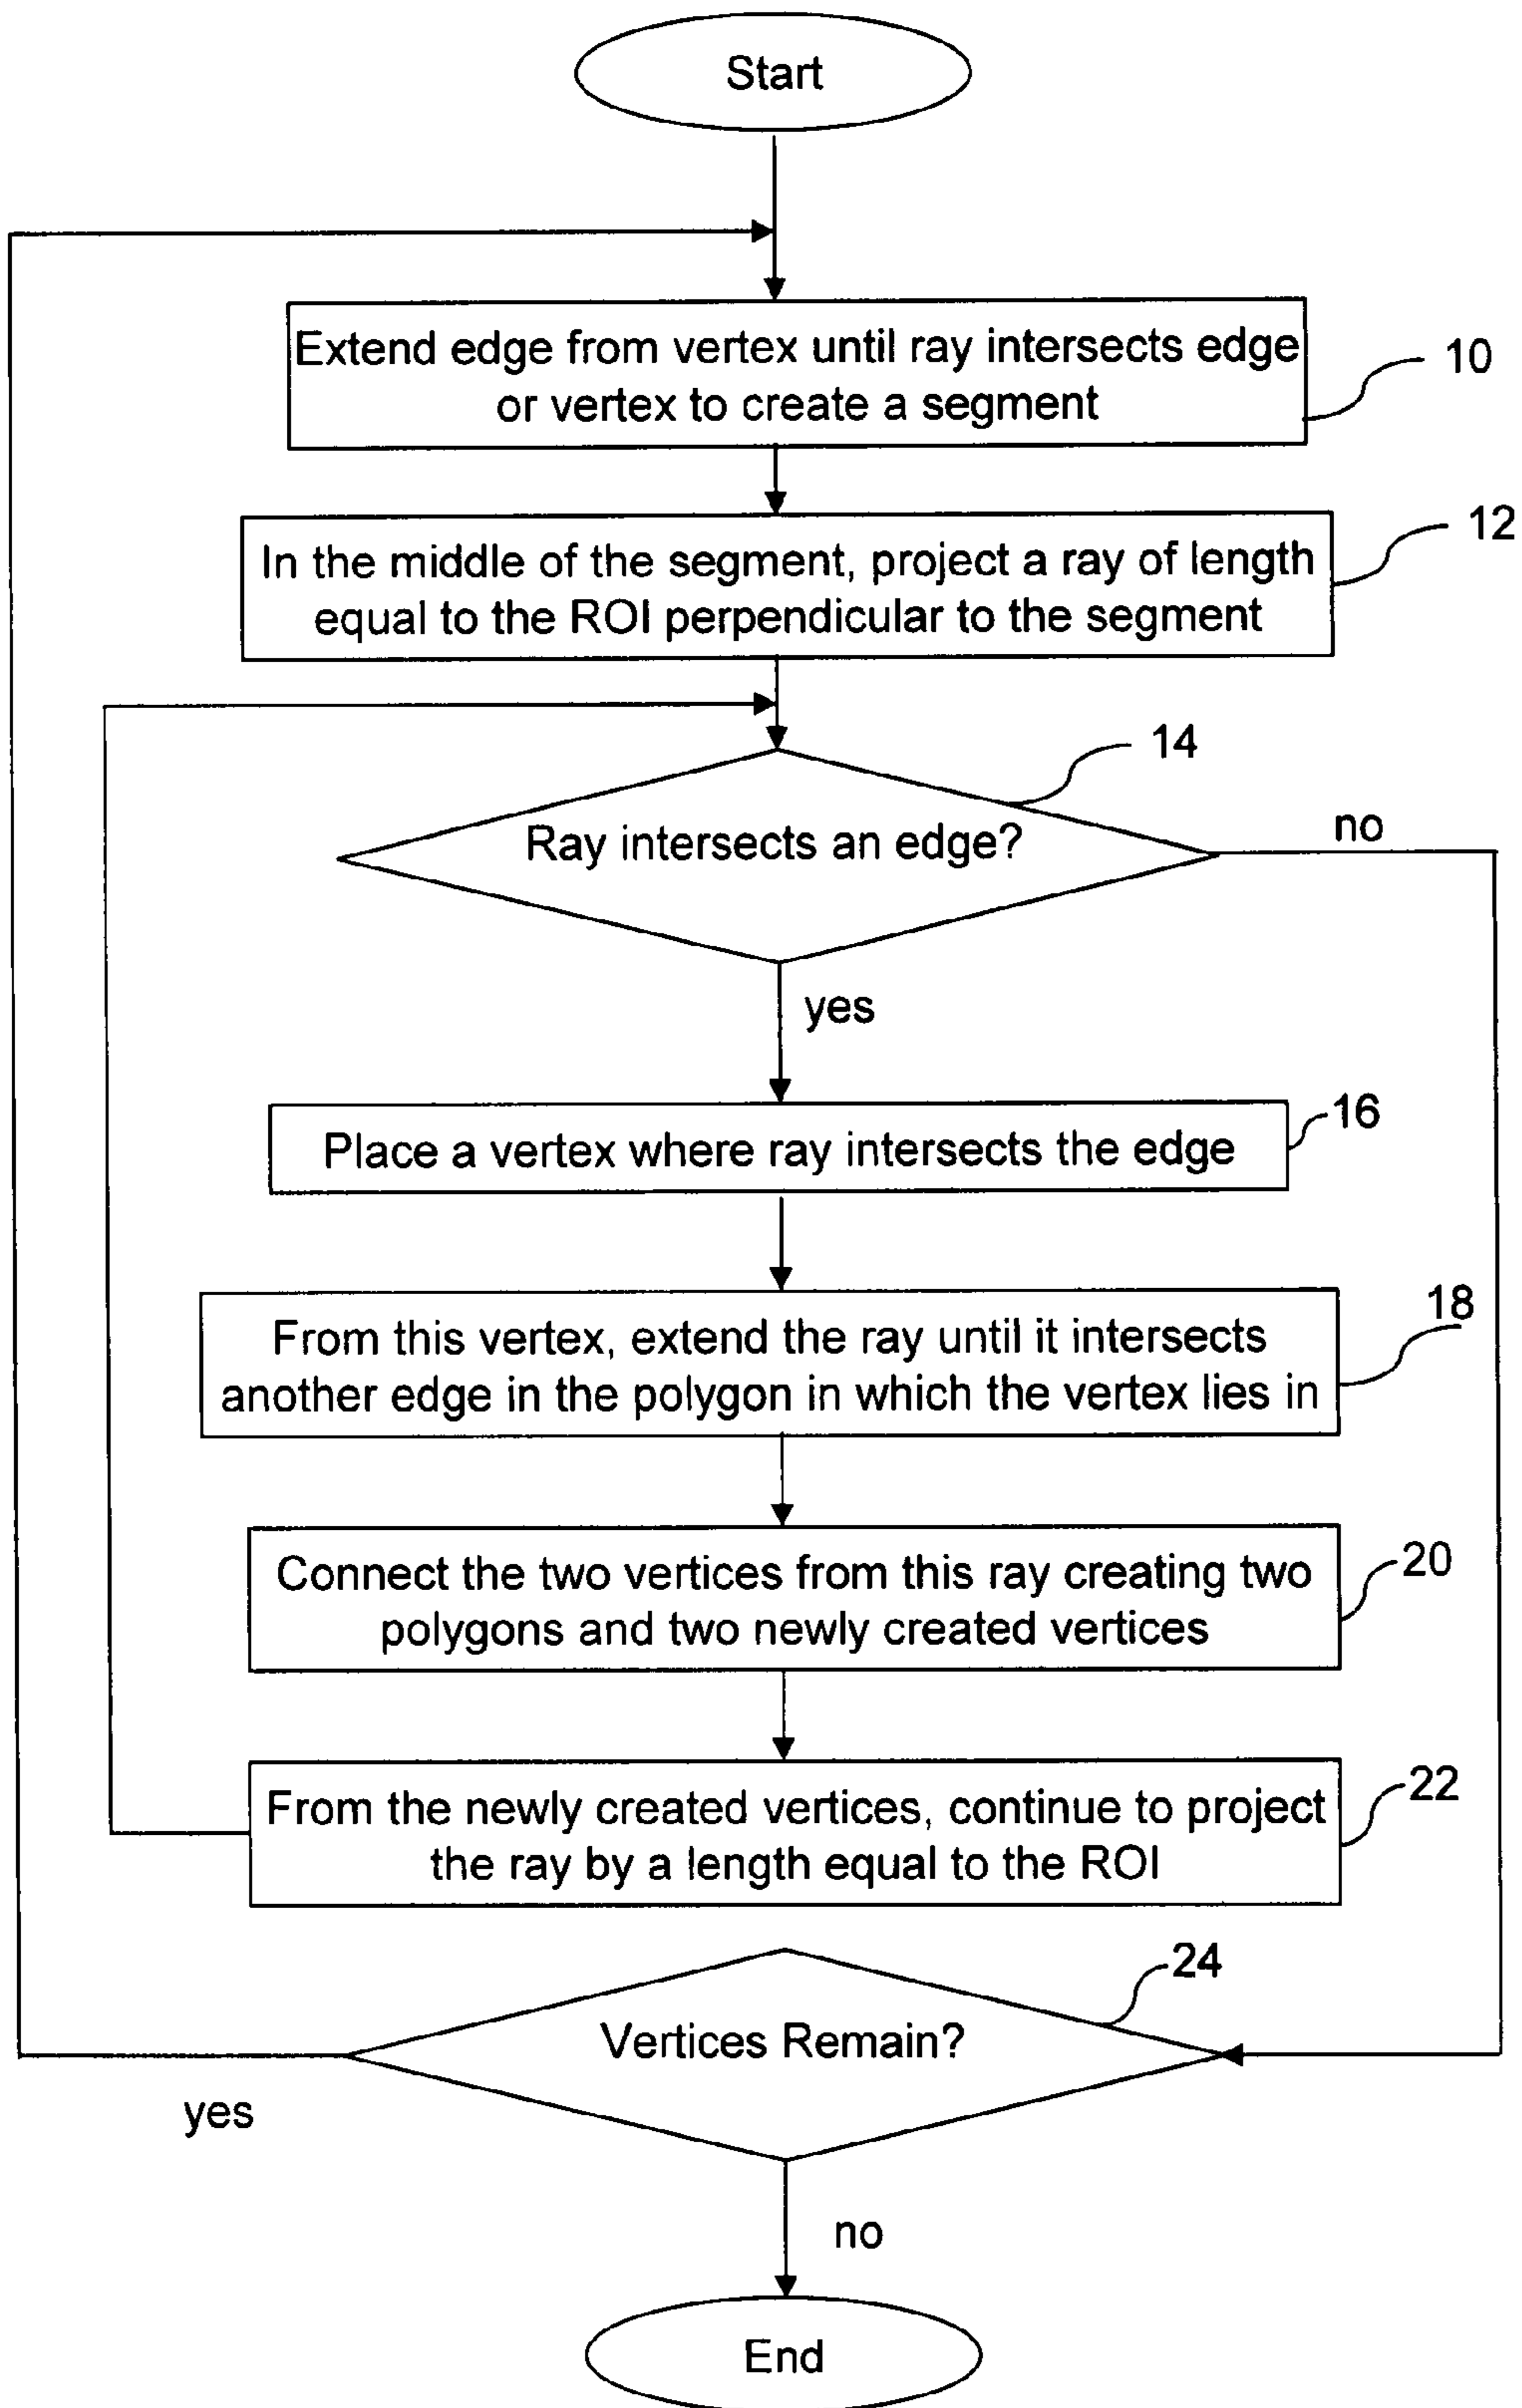 Start
Extend edge from vertex until ray intersects edge
or vertex to create a segment
10
In the middle of the segment, project a ray of length
equal to the ROI perpendicular to the segment
12
14
Ray intersects an edge?
no
yes
Place a vertex where ray intersects the edge
16
From this vertex, extend the ray until it intersects
another edge in the polygon in which the vertex lies in
18
Connect the two vertices from this ray creating two
polygons and two newly created vertices
20
From the newly created vertices, continue to project
the ray by a length equal to the ROI
22
24
Vertices Remain?
yes
no
End